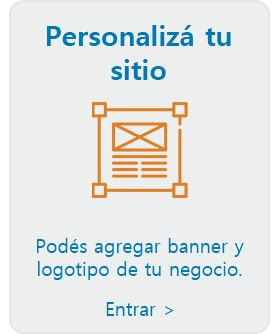 Personalizá tu
sitio
Podés agregar banner y
logotipo de tu negocio.
Entrar >